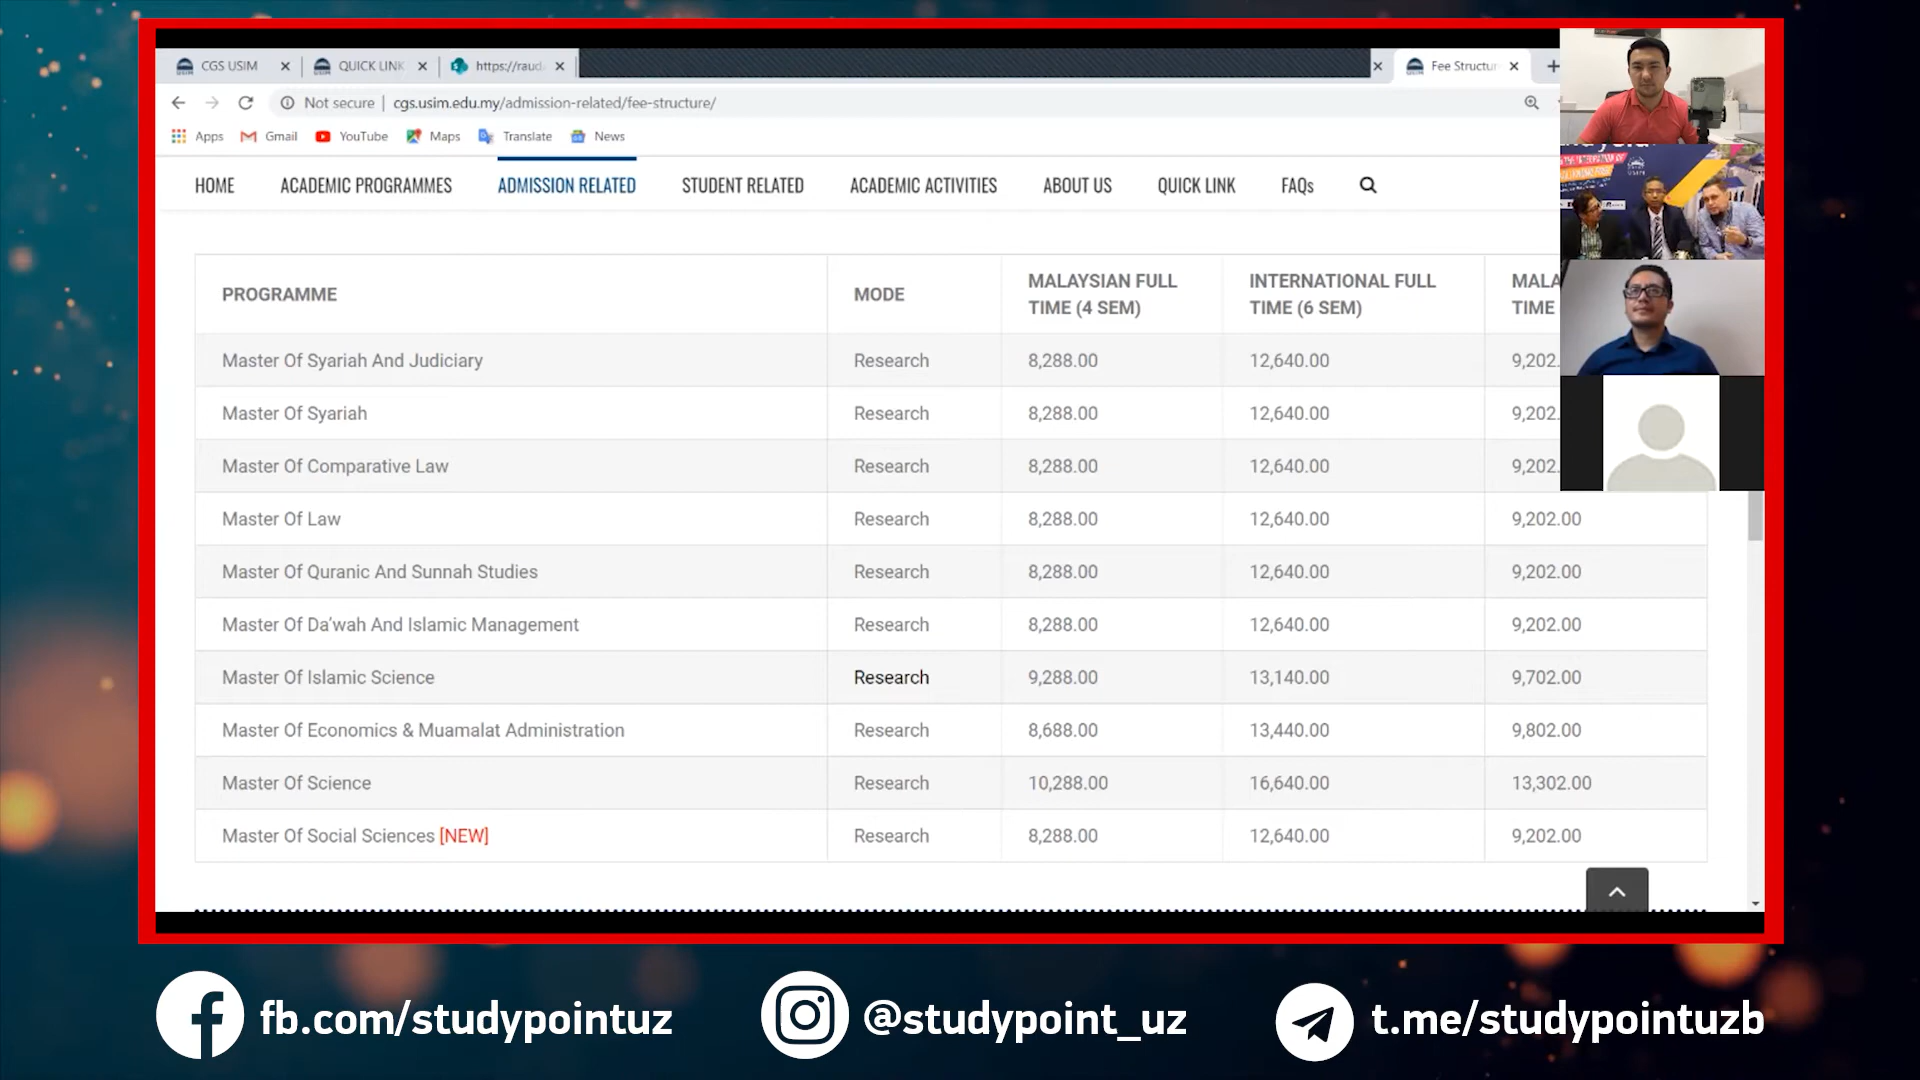 CGS USIM
QUICK LINK
https://raud
Fee Structur
Not secure | cgs.usim.edu.my/admission-related/fee-structure/
Apps Gmail YouTube Maps Translate News
HOME ACADEMIC PROGRAMMES ADMISSION RELATED STUDENT RELATED ACADEMIC ACTIVITIES ABOUT US QUICK LINK FAQs
PROGRAMME MODE MALAYSIAN FULL TIME (4 SEM) INTERNATIONAL FULL TIME (6 SEM) MALA TIME
Master Of Syariah And Judiciary Research 8,288.00 12,640.00 9,202.
Master Of Syariah Research 8,288.00 12,640.00 9,202.
Master Of Comparative Law Research 8,288.00 12,640.00 9,202.
Master Of Law Research 8,288.00 12,640.00 9,202.00
Master Of Quranic And Sunnah Studies Research 8,288.00 12,640.00 9,202.00
Master Of Da’wah And Islamic Management Research 8,288.00 12,640.00 9,202.00
Master Of Islamic Science Research 9,288.00 13,140.00 9,702.00
Master Of Economics & Muamalat Administration Research 8,688.00 13,440.00 9,802.00
Master Of Science Research 10,288.00 16,640.00 13,302.00
Master Of Social Sciences [NEW] Research 8,288.00 12,640.00 9,202.00
fb.com/studypointuz
@studypoint_uz
t.me/studypointuzb